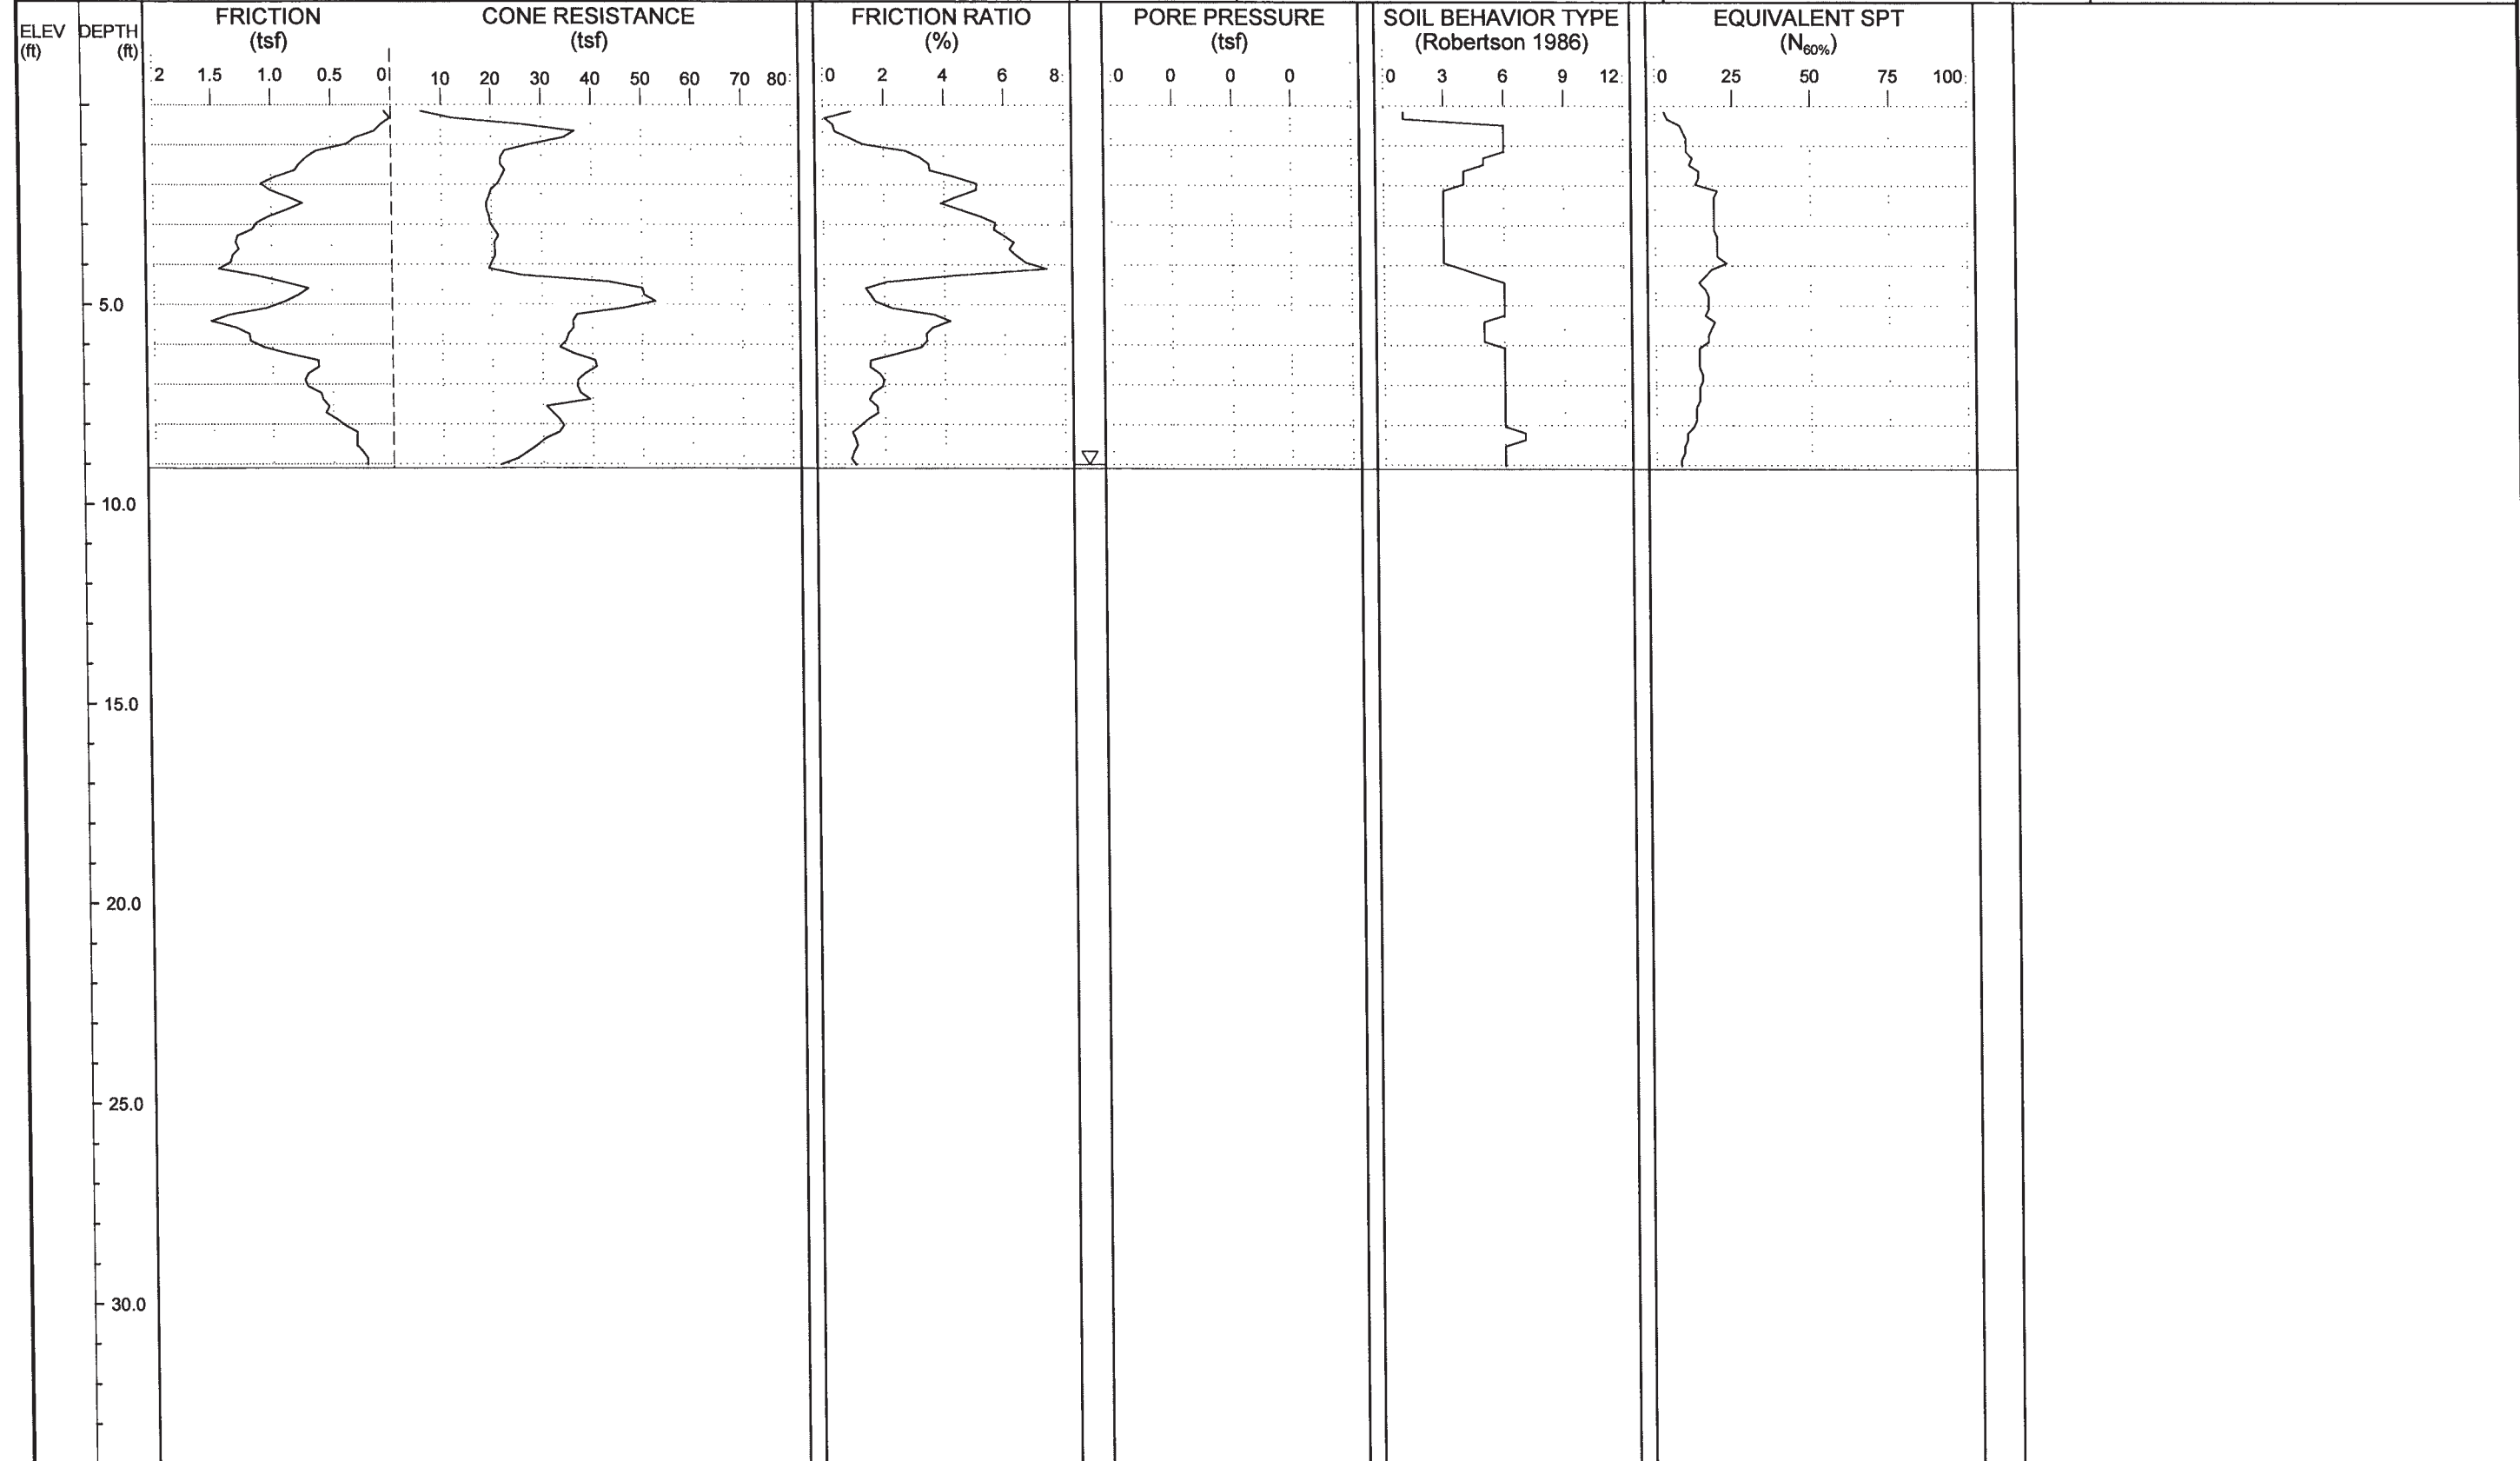 ELEV
(ft)
DEPTH
(ft)
FRICTION
(tsf)
CONE RESISTANCE
(tsf)
FRICTION RATIO
(%)
PORE PRESSURE
(tsf)
SOIL BEHAVIOR TYPE
(Robertson 1986)
EQUIVALENT SPT
(N60%)
2 1.5 1.0 0.5 0 10 20 30 40 50 60 70 80
0 2 4 6 8
0 0 0 0
0 3 6 9 12
0 25 50 75 100
5.0
10.0
15.0
20.0
25.0
30.0